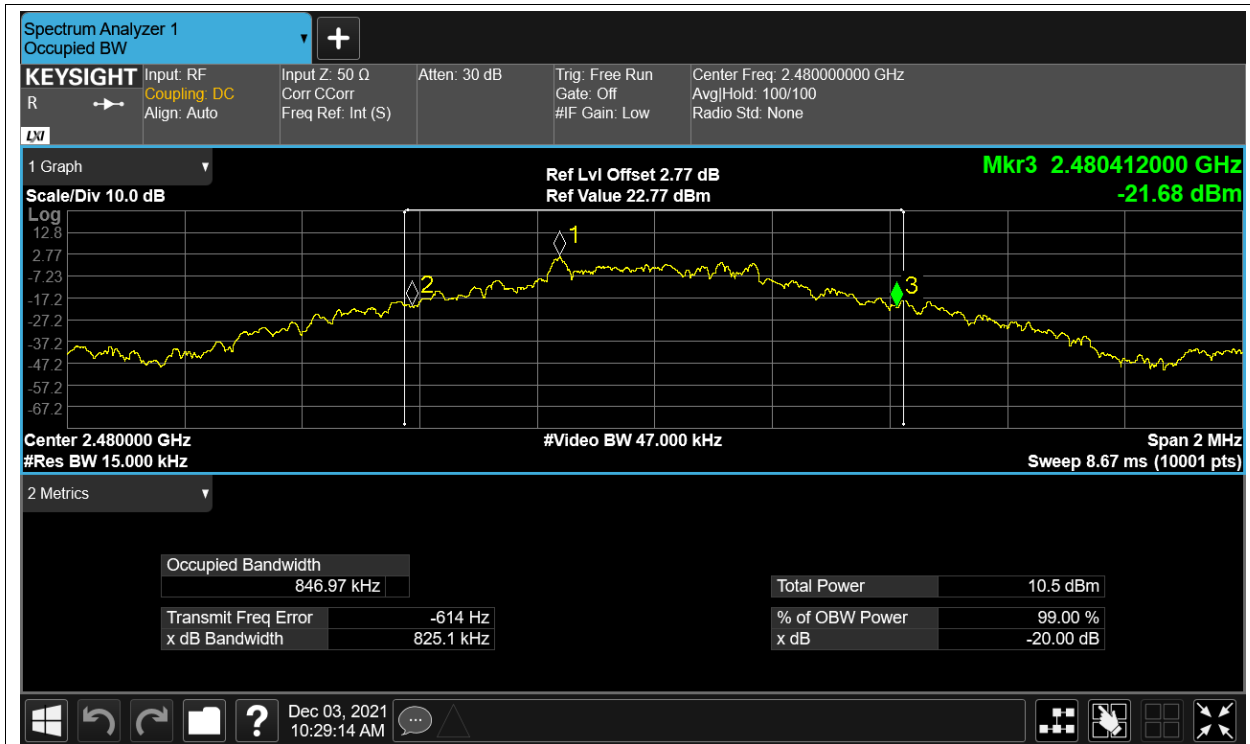 Spectrum Analyzer 1
Occupied BW
KEYSIGHT Input: RF Input Z: 50 Ω Atten: 30 dB Trig: Free Run Center Freq: 2.480000000 GHz
R Coupling: DC Corr CCorr Gate: Off Avg|Hold: 100/100
Align: Auto Freq Ref: Int (S) #IF Gain: Low Radio Std: None
LXI
1 Graph
Ref Lvl Offset 2.77 dB Mkr3 2.480412000 GHz
Scale/Div 10.0 dB Ref Value 22.77 dBm -21.68 dBm
Log
12.8
2.77
-7.23
-17.2
-27.2
-37.2
-47.2
-57.2
-67.2
1
2
3
Center 2.480000 GHz #Video BW 47.000 kHz Span 2 MHz
#Res BW 15.000 kHz Sweep 8.67 ms (10001 pts)
2 Metrics
Occupied Bandwidth
846.97 kHz Total Power 10.5 dBm
Transmit Freq Error -614 Hz % of OBW Power 99.00 %
x dB Bandwidth 825.1 kHz x dB -20.00 dB
Dec 03, 2021
10:29:14 AM